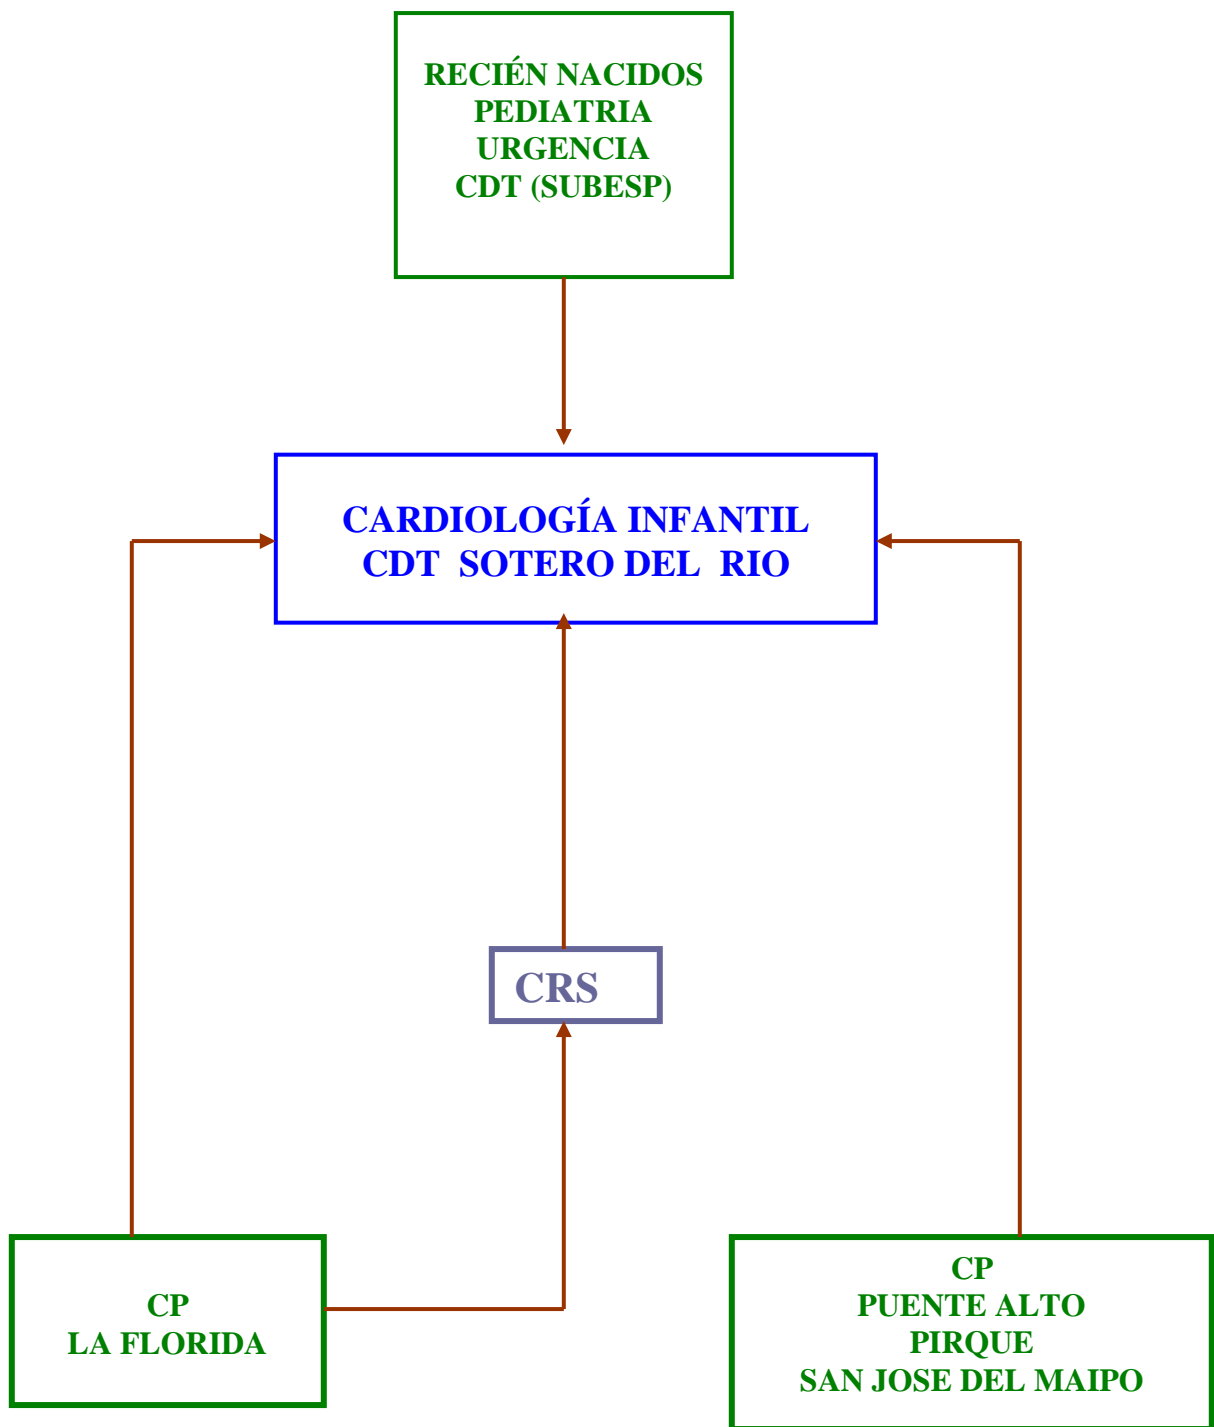 RECIÉN NACIDOS
PEDIATRIA
URGENCIA
CDT (SUBESP)
CARDIOLOGÍA INFANTIL
CDT SOTERO DEL RIO
CRS
CP
LA FLORIDA
CP
PUENTE ALTO
PIRQUE
SAN JOSE DEL MAIPO